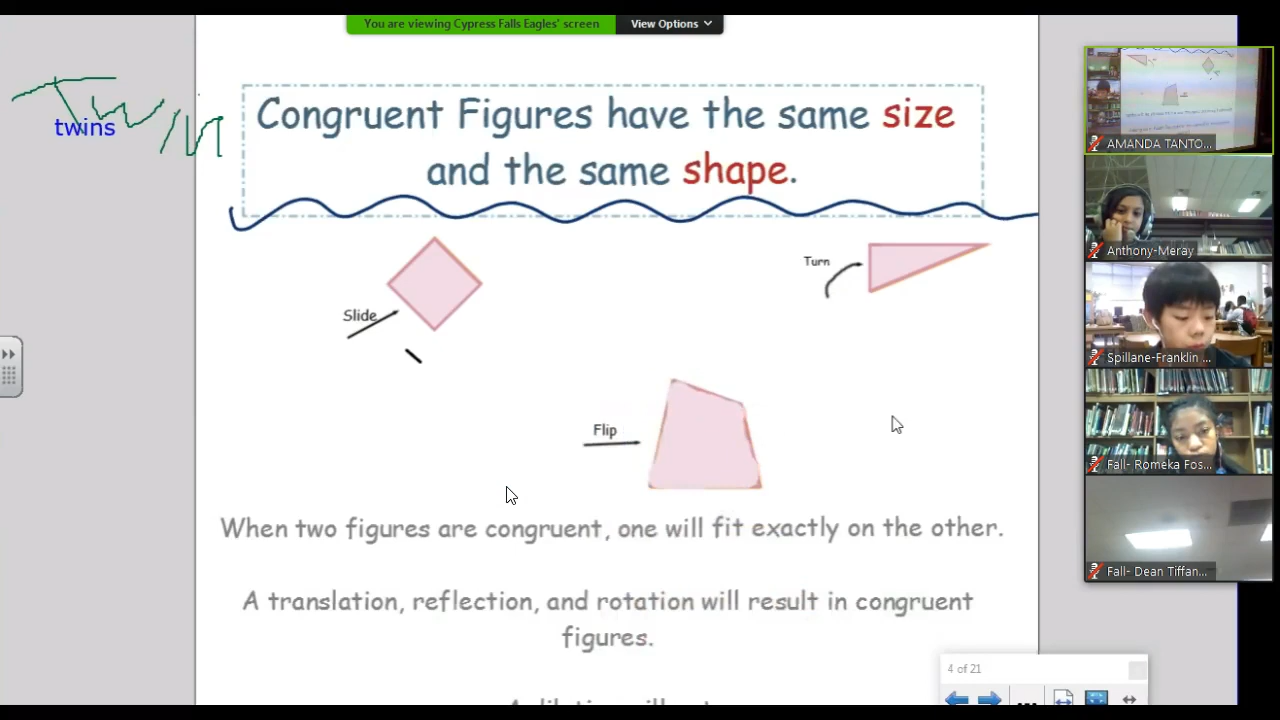 You are viewing Cypress Falls Eagles' screen
View Options
Twin
twins
Congruent Figures have the same size
and the same shape.
Slide
Turn
Flip
When two figures are congruent, one will fit exactly on the other.
A translation, reflection, and rotation will result in congruent
figures.
AMANDA TANTO...
Anthony-Meray
Spillane-Franklin ...
Fall- Romeka Fos...
Fall- Dean Tiffan...
4 of 21